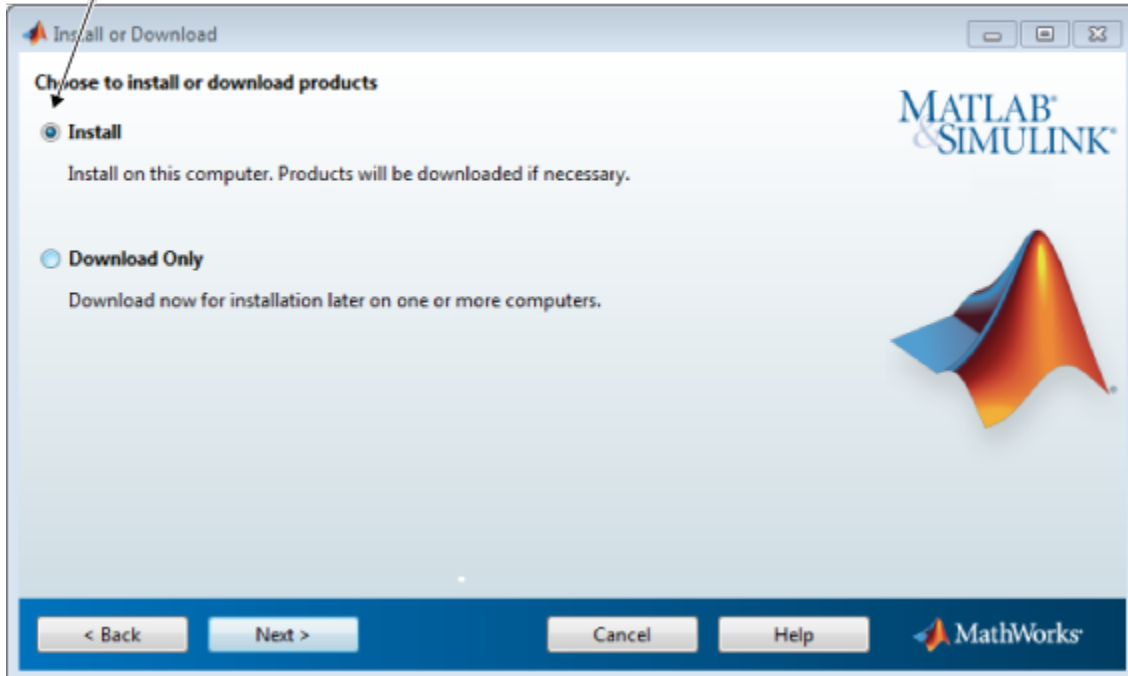 Install or Download
Choose to install or download products
Install
Install on this computer. Products will be downloaded if necessary.
Download Only
Download now for installation later on one or more computers.
MATLAB®
&SIMULINK®
< Back
Next >
Cancel
Help
MathWorks®